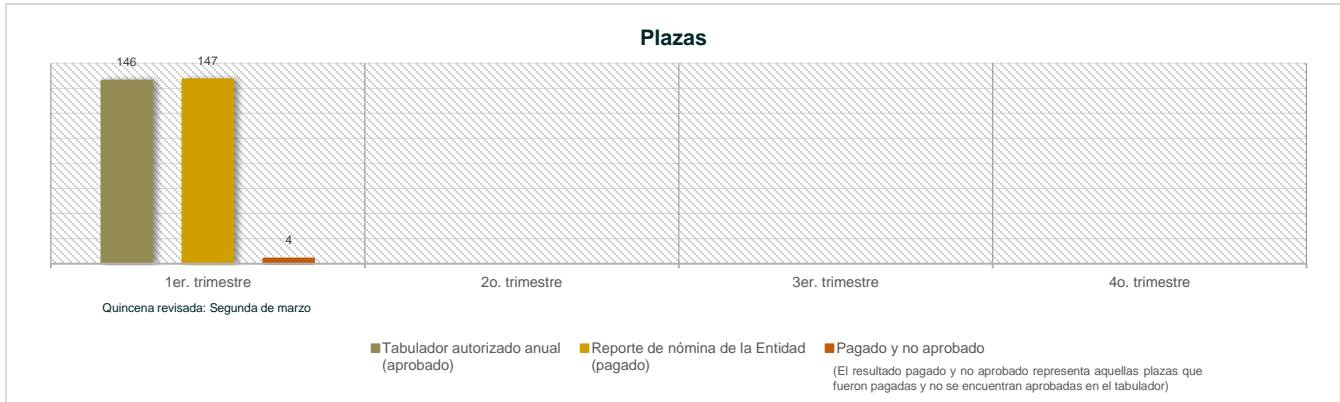 Plazas
146
147
4
1er. trimestre
2o. trimestre
3er. trimestre
4o. trimestre
Quincena revisada: Segunda de marzo
Tabulador autorizado anual
(aprobado)
Reporte de nómina de la Entidad
(pagado)
Pagado y no aprobado
(El resultado pagado y no aprobado representa aquellas plazas que
fueron pagadas y no se encuentran aprobadas en el tabulador)